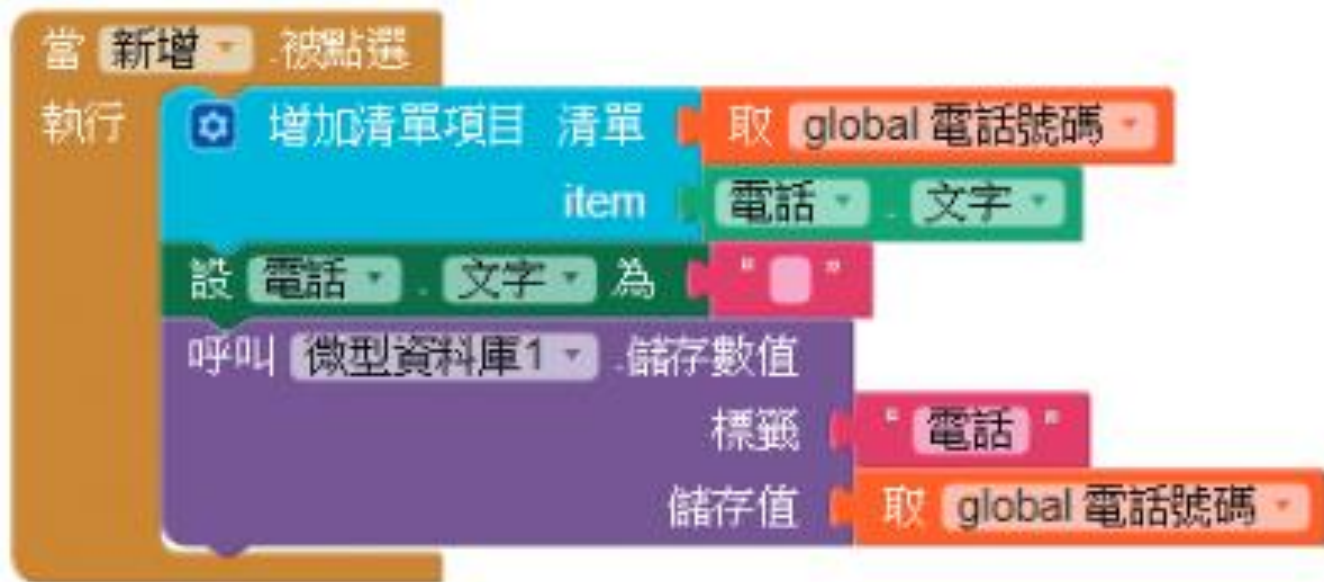 當 新增 .被點選
執行 增加清單項目 清單 取 global 電話號碼
item 電話 . 文字
設 電話 . 文字 為 " "
呼叫 微型資料庫1 .儲存數值
標籤 " 電話 "
儲存值 取 global 電話號碼